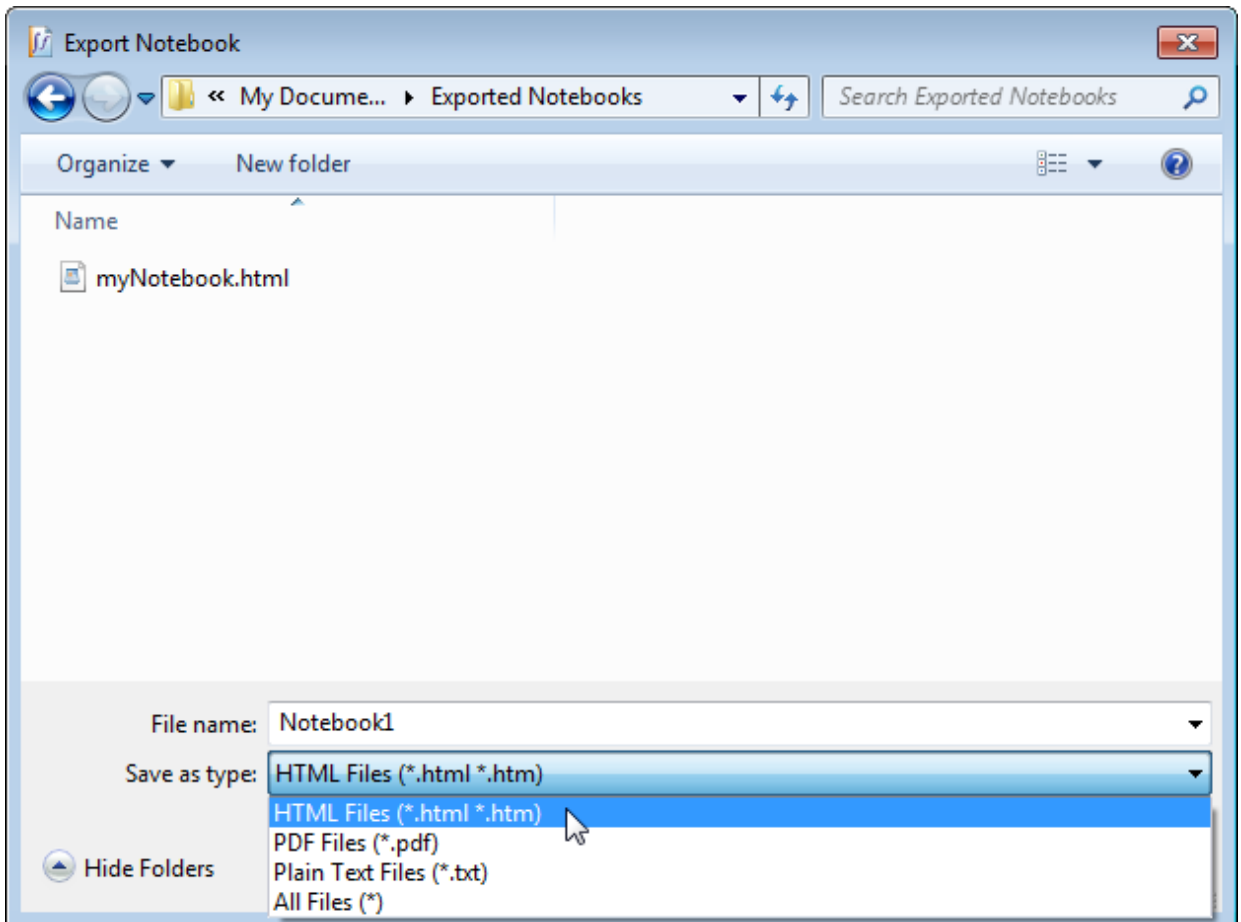 Export Notebook
« My Docume... Exported Notebooks Search Exported Notebooks
Organize New folder
Name
myNotebook.html
File name: Notebook1
Save as type: HTML Files (*.html *.htm)
HTML Files (*.html *.htm)
PDF Files (*.pdf)
Hide Folders
Plain Text Files (*.txt)
All Files (*)